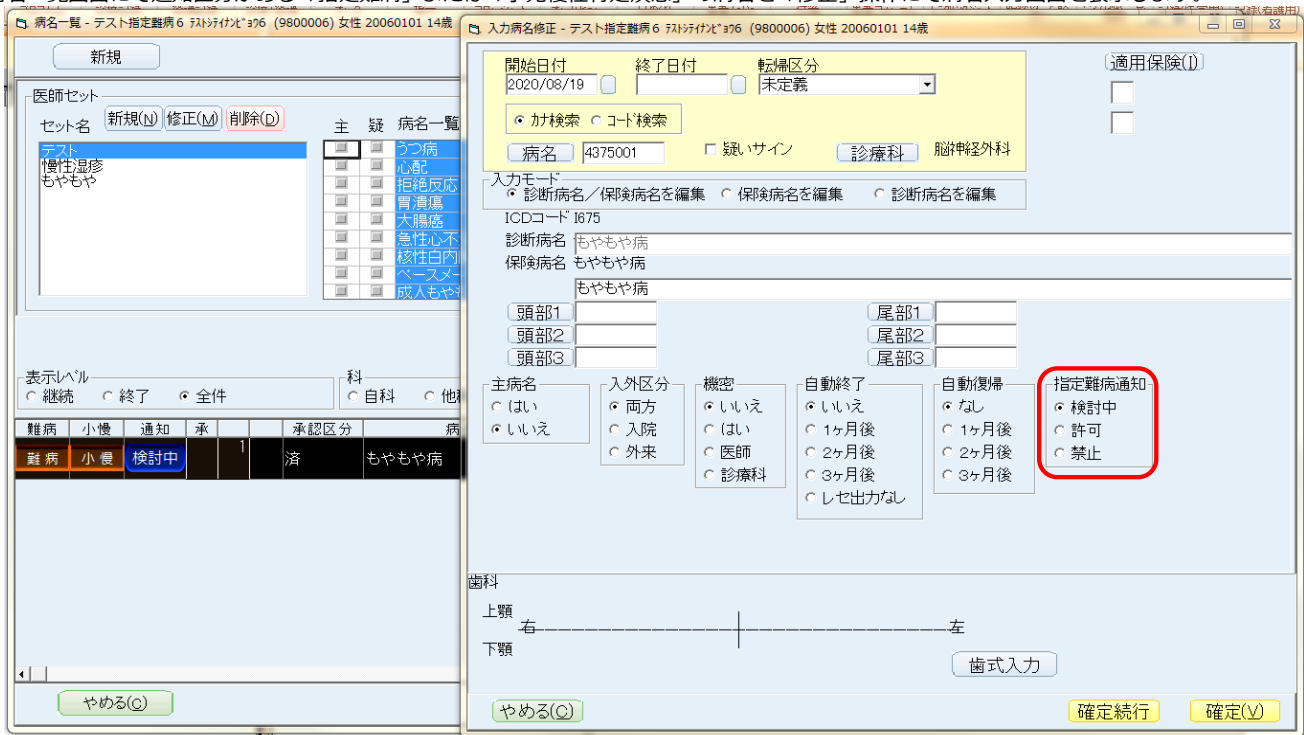 病名一覧 - テスト指定難病6 ﾃｽﾄｼﾃｲﾅﾝﾋﾞｮｳ6 (9800006) 女性 20060101 14歳
新規
医師セット
セット名 新規(N) 修正(M) 削除(D)
主 疑 病名一覧
テスト
慢性湿疹
もやもや
うつ病
心配
拒絶反応
胃潰瘍
大腸癌
急性心不
核性白内
ペースメー
成人もやも
表示ﾚﾍﾞﾙ
継続 終了 全件
科
自科
難病 小慢 通知 承 承認区分
難病 小慢 検討中 1 済 もやもや病
やめる(C)
入力病名修正 - テスト指定難病6 ﾃｽﾄｼﾃｲﾅﾝﾋﾞｮｳ6 (9800006) 女性 20060101 14歳
開始日付 終了日付 転帰区分
2020/08/19 未定義
適用保険(I)
ｶﾅ検索 ｺｰﾄﾞ検索
病名 4375001 疑いサイン 診療科 脳神経外科
入力モード
診断病名／保険病名を編集 保険病名を編集 診断病名を編集
ICDｺｰﾄﾞ I675
診断病名 もやもや病
保険病名 もやもや病
もやもや病
頭部1 尾部1
頭部2 尾部2
頭部3 尾部3
主病名
はい
いいえ
入外区分
両方
入院
外来
機密
いいえ
はい
医師
診療科
自動終了
いいえ
1ヶ月後
2ヶ月後
3ヶ月後
レセ出力なし
自動復帰
なし
1ヶ月後
2ヶ月後
3ヶ月後
指定難病通知
検討中
許可
禁止
歯科
上顎
右 左
下顎
歯式入力
やめる(C) 確定続行 確定(V)